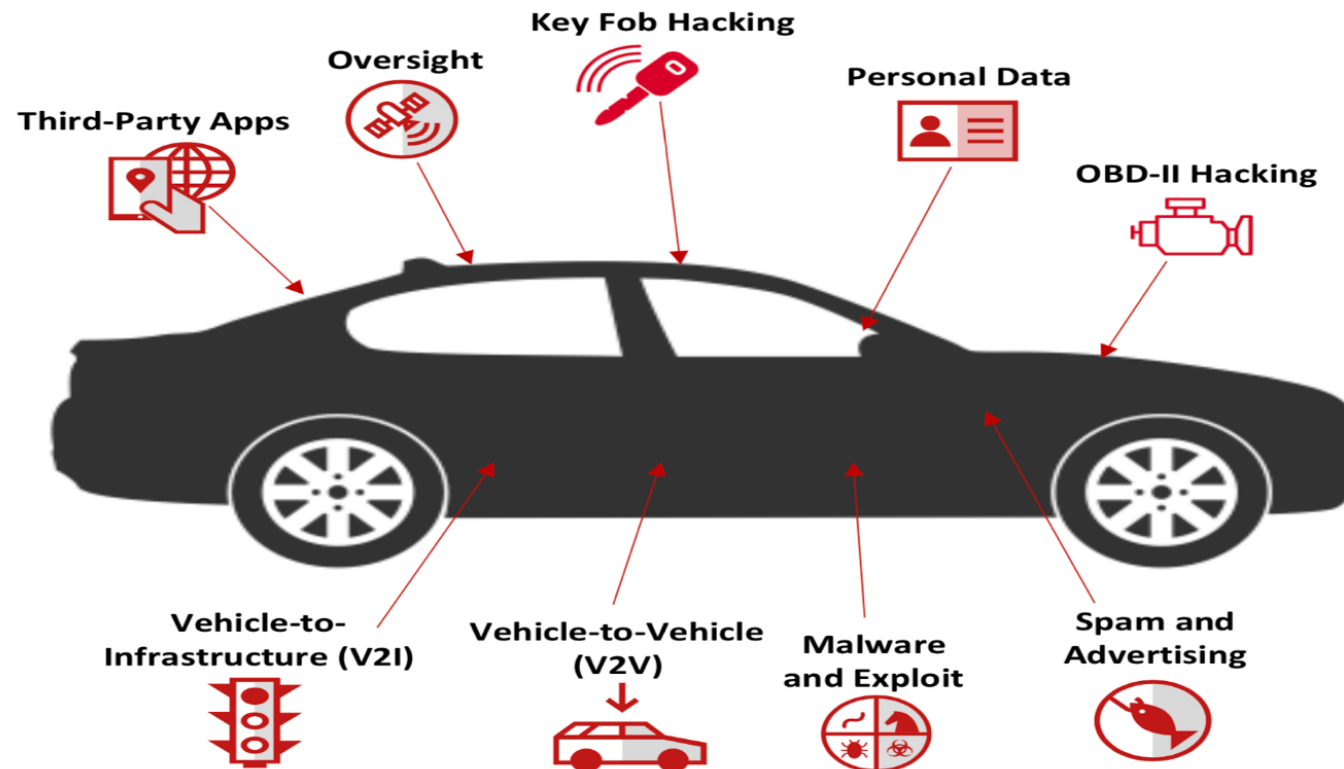 Key Fob Hacking
Oversight
Personal Data
Third-Party Apps
OBD-II Hacking
Vehicle-to-
Infrastructure (V2I)
Vehicle-to-Vehicle
(V2V)
Malware
and Exploit
Spam and
Advertising